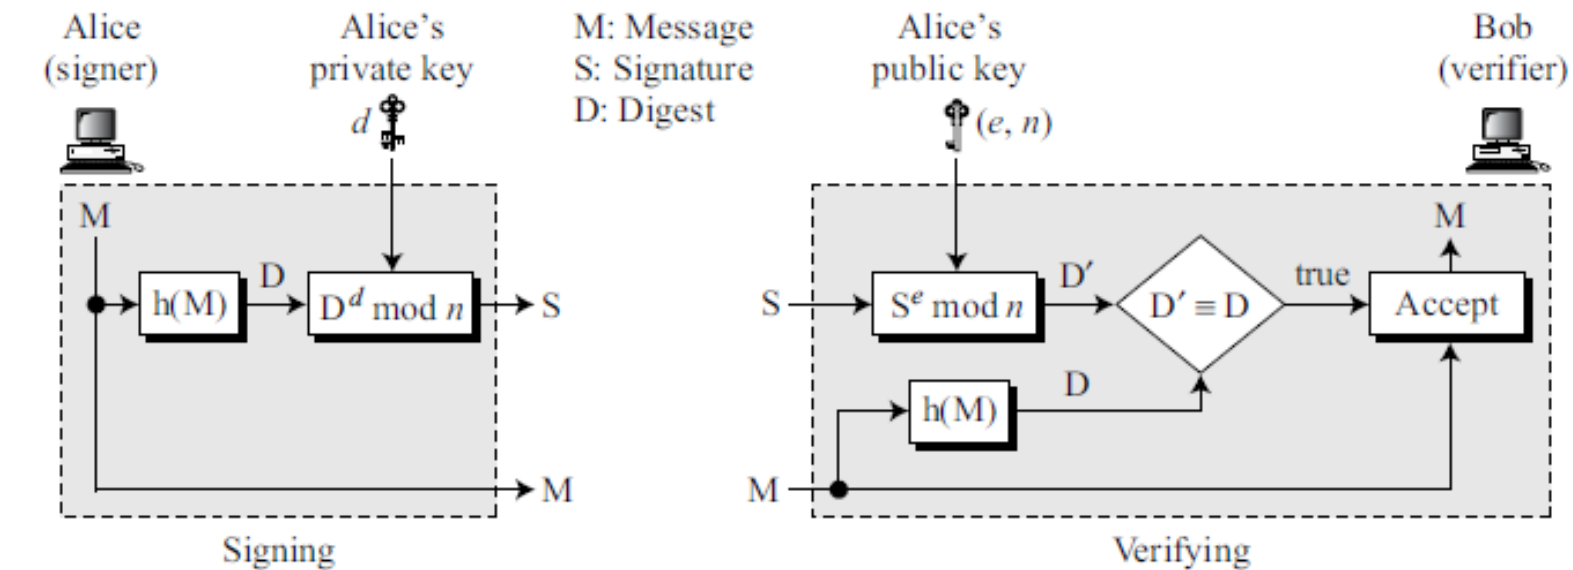 Alice
(signer)
Alice's
private key
d
M: Message
S: Signature
D: Digest
Alice's
public key
(e, n)
Bob
(verifier)
M
h(M)
D
D^d mod n
S
M
Signing
S
S^e mod n
D′
D′ ≡ D
true
Accept
M
h(M)
D
M
Verifying